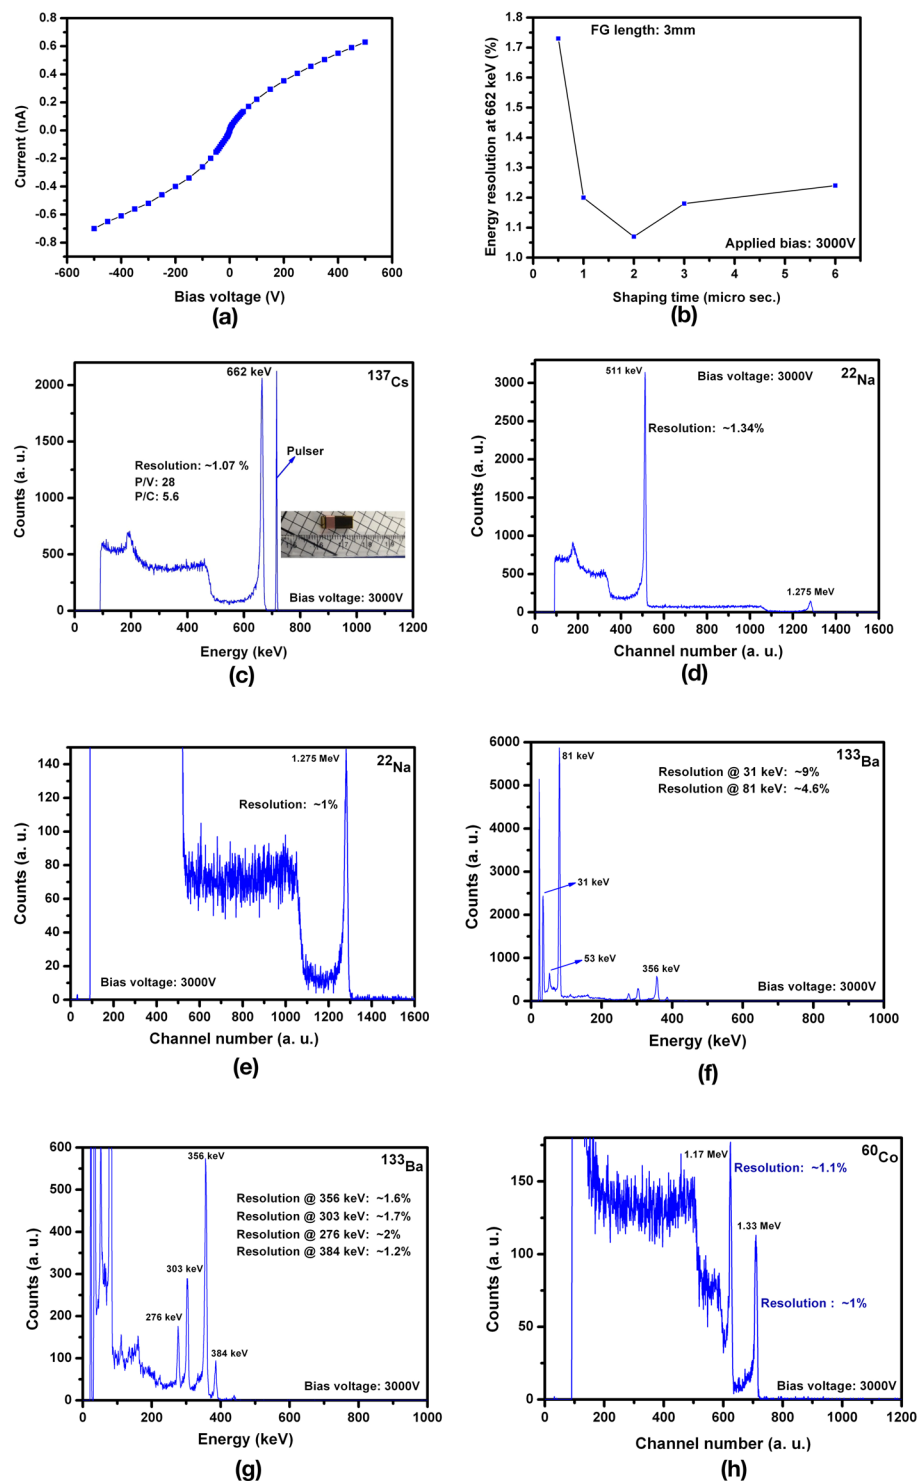 0.8
0.6
0.4
0.2
0.0
-0.2
-0.4
-0.6
-0.8
Current (nA)
-600 -400 -200 0 200 400 600
Bias voltage (V)
(a)
1.8
1.7
1.6
1.5
1.4
1.3
1.2
1.1
1.0
Energy resolution at 662 keV (%)
FG length: 3mm
Applied bias: 3000V
0 1 2 3 4 5 6
Shaping time (micro sec.)
(b)
2000
1500
1000
500
0
Counts (a. u.)
662 keV
137Cs
Pulser
Resolution: ~1.07 %
P/V: 28
P/C: 5.6
Bias voltage: 3000V
0 200 400 600 800 1000 1200
Energy (keV)
(c)
3000
2500
2000
1500
1000
500
0
Counts (a. u.)
511 keV
Bias voltage: 3000V
22Na
Resolution: ~1.34%
1.275 MeV
0 200 400 600 800 1000 1200 1400 1600
Channel number (a. u.)
(d)
140
120
100
80
60
40
20
0
Counts (a. u.)
1.275 MeV
22Na
Resolution: ~1%
Bias voltage: 3000V
0 200 400 600 800 1000 1200 1400 1600
Channel number (a. u.)
(e)
6000
5000
4000
3000
2000
1000
0
Counts (a. u.)
81 keV
133Ba
Resolution @ 31 keV: ~9%
Resolution @ 81 keV: ~4.6%
31 keV
53 keV
356 keV
Bias voltage: 3000V
0 200 400 600 800 1000
Energy (keV)
(f)
600
500
400
300
200
100
0
Counts (a. u.)
356 keV
133Ba
Resolution @ 356 keV: ~1.6%
Resolution @ 303 keV: ~1.7%
Resolution @ 276 keV: ~2%
Resolution @ 384 keV: ~1.2%
303 keV
276 keV
384 keV
Bias voltage: 3000V
0 200 400 600 800 1000
Energy (keV)
(g)
150
100
50
0
Counts (a. u.)
60Co
1.17 MeV
Resolution: ~1.1%
1.33 MeV
Resolution : ~1%
Bias voltage: 3000V
0 200 400 600 800 1000 1200
Channel number (a. u.)
(h)